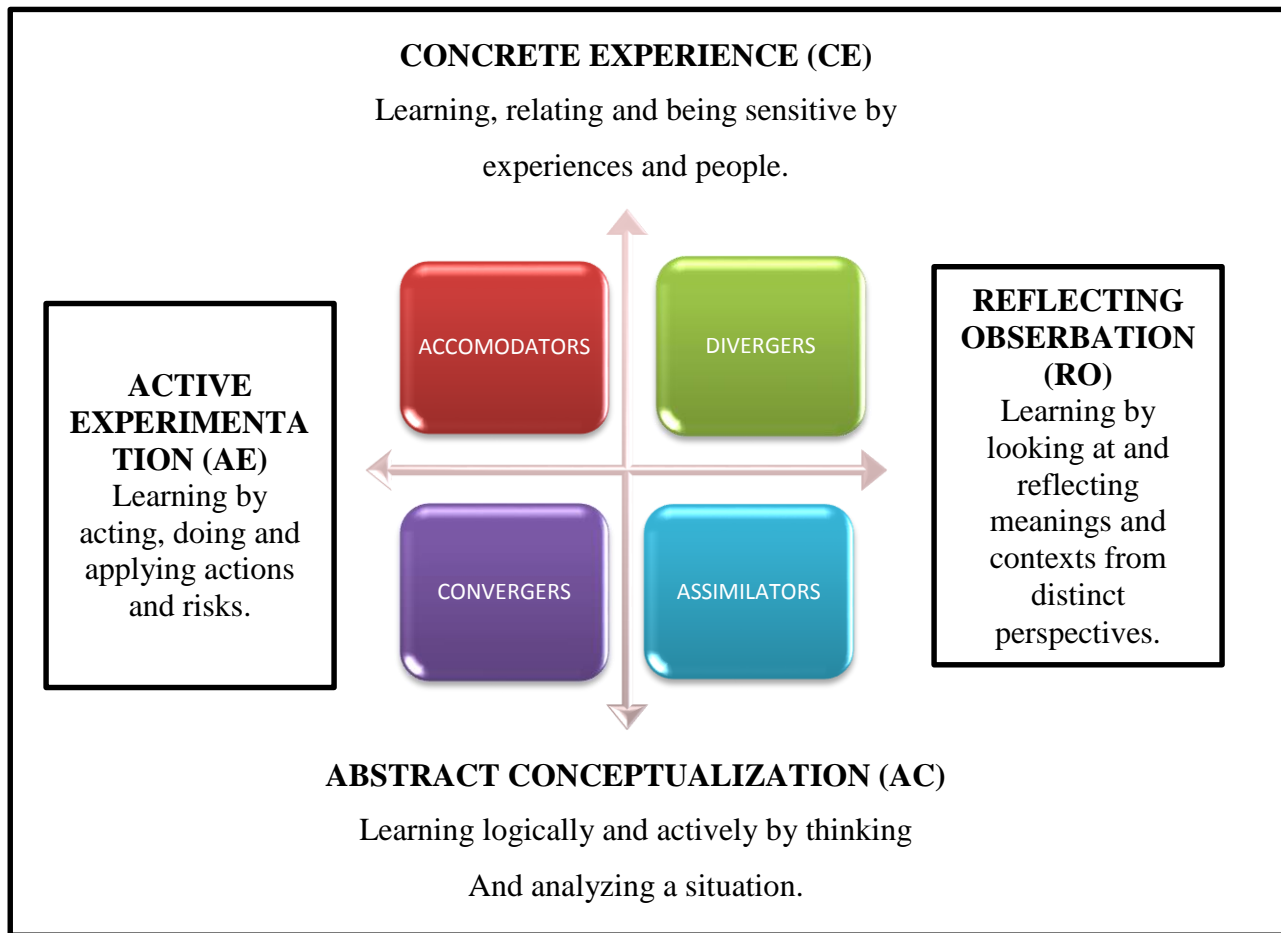 CONCRETE EXPERIENCE (CE)
Learning, relating and being sensitive by
experiences and people.
ACCOMODATORS
DIVERGERS
ACTIVE
EXPERIMENTA
TION (AE)
Learning by
acting, doing and
applying actions
and risks.
REFLECTING
OBSERBATION
(RO)
Learning by
looking at and
reflecting
meanings and
contexts from
distinct
perspectives.
CONVERGERS
ASSIMILATORS
ABSTRACT CONCEPTUALIZATION (AC)
Learning logically and actively by thinking
And analyzing a situation.